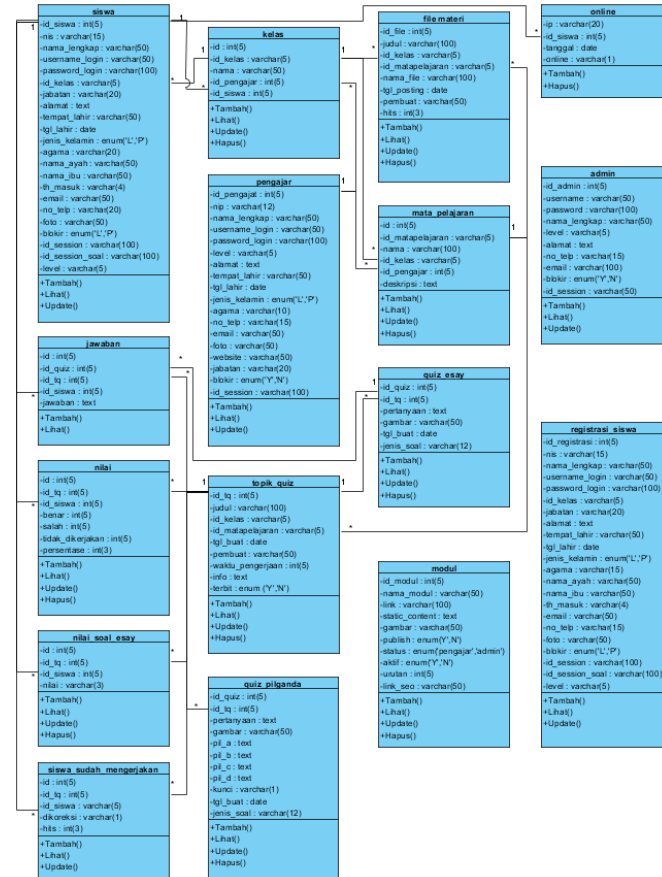 siswa
-id_siswa : int(5)
-nis : varchar(15)
-nama_lengkap : varchar(50)
-username_login : varchar(50)
-password_login : varchar(100)
-id_kelas : varchar(5)
-jabatan : varchar(20)
-alamat : text
-tempat_lahir : varchar(50)
-tgl_lahir : date
-jenis_kelamin : enum('L','P')
-agama : varchar(20)
-nama_ayah : varchar(50)
-nama_ibu : varchar(50)
-th_masuk : varchar(4)
-email : varchar(50)
-no_telp : varchar(20)
-foto : varchar(50)
-blokir : enum('L','P')
-id_session : varchar(100)
-id_session_soal : varchar(100)
-level : varchar(5)
+Tambah()
+Lihat()
+Update()
jawaban
-id : int(5)
-id_quiz : int(5)
-id_tq : int(5)
-id_siswa : int(5)
-jawaban : text
+Tambah()
+Lihat()
nilai
-id : int(5)
-id_tq : int(5)
-id_siswa : int(5)
-benar : int(5)
-salah : int(5)
-tidak_dikerjakan : int(5)
-persentase : int(3)
+Tambah()
+Lihat()
+Update()
+Hapus()
nilai_soal_esay
-id : int(5)
-id_tq : int(5)
-id_siswa : int(5)
-nilai : varchar(3)
+Tambah()
+Lihat()
+Update()
+Hapus()
siswa_sudah_mengerjakan
-id : int(5)
-id_tq : int(5)
-id_siswa : varchar(5)
-dikoreksi : varchar(1)
-hits : int(3)
+Tambah()
+Lihat()
+Update()
kelas
-id : int(5)
-id_kelas : varchar(5)
-nama : varchar(50)
-id_pengajar : int(5)
-id_siswa : int(5)
+Tambah()
+Lihat()
+Update()
+Hapus()
pengajar
-id_pengajat : int(5)
-nip : varchar(12)
-nama_lengkap : varchar(50)
-username_login : varchar(50)
-password_login : varchar(100)
-level : varchar(5)
-alamat : text
-tempat_lahir : varchar(50)
-tgl_lahir : date
-jenis_kelamin : enum('L','P')
-agama : varchar(10)
-no_telp : varchar(15)
-email : varchar(50)
-foto : varchar(50)
-website : varchar(50)
-jabatan : varchar(20)
-blokir : enum('Y','N')
-id_session : varchar(100)
+Tambah()
+Lihat()
+Update()
topik_quiz
-id_tq : int(5)
-judul : varchar(100)
-id_kelas : varchar(5)
-id_matapelajaran : varchar(5)
-tgl_buat : date
-pembuat : varchar(50)
-waktu_pengerjaan : int(5)
-info : text
-terbit : enum ('Y','N')
+Tambah()
+Lihat()
+Update()
+Hapus()
quiz_pilganda
-id_quiz : int(5)
-id_tq : int(5)
-pertanyaan : text
-gambar : varchar(50)
-pil_a : text
-pil_b : text
-pil_c : text
-pil_d : text
-kunci : varchar(1)
-tgl_buat : date
-jenis_soal : varchar(12)
+Tambah()
+Lihat()
+Update()
+Hapus()
file materi
-id_file : int(5)
-judul : varchar(100)
-id_kelas : varchar(5)
-id_matapelajaran : varchar(5)
-nama_file : varchar(100)
-tgl_posting : date
-pembuat : varchar(50)
-hits : int(3)
+Tambah()
+Lihat()
+Update()
+Hapus()
mata_pelajaran
-id : int(5)
-id_matapelajaran : varchar(5)
-nama : varchar(100)
-id_kelas : varchar(5)
-id_pengajar : int(5)
-deskripsi : text
+Tambah()
+Lihat()
+Update()
+Hapus()
quiz_esay
-id_quiz : int(5)
-id_tq : int(5)
-pertanyaan : text
-gambar : varchar(50)
-tgl_buat : date
-jenis_soal : varchar(12)
+Tambah()
+Lihat()
+Update()
+Hapus()
modul
-id_modul : int(5)
-nama_modul : varchar(50)
-link : varchar(100)
-static_content : text
-gambar : varchar(50)
-publish : enum(Y',N')
-status : enum('pengajar','admin')
-aktif : enum('Y','N')
-urutan : int(5)
-link_seo : varchar(50)
+Tambah()
+Lihat()
+Update()
+Hapus()
online
-ip : varchar(20)
-id_siswa : int(5)
-tanggal : date
-online : varchar(1)
+Tambah()
+Hapus()
admin
-id_admin : int(5)
-username : varchar(50)
-password : varchar(100)
-nama_lengkap : varchar(50)
-level : varchar(5)
-alamat : text
-no_telp : varchar(15)
-email : varchar(100)
-blokir : enum('Y','N')
-id_session : varchar(50)
+Tambah()
+Lihat()
+Update()
registrasi_siswa
-id_registrasi : int(5)
-nis : varchar(15)
-nama_lengkap : varchar(50)
-username_login : varchar(50)
-password_login : varchar(100)
-id_kelas : varchar(5)
-jabatan : varchar(20)
-alamat : text
-tempat_lahir : varchar(50)
-tgl_lahir : date
-jenis_kelamin : enum('L','P')
-agama : varchar(15)
-nama_ayah : varchar(50)
-nama_ibu : varchar(50)
-th_masuk : varchar(4)
-email : varchar(50)
-no_telp : varchar(15)
-foto : varchar(50)
-blokir : enum('L','P')
-id_session : varchar(100)
-id_session_soal : varchar(100)
-level : varchar(5)
+Tambah()
+Lihat()
+Update()